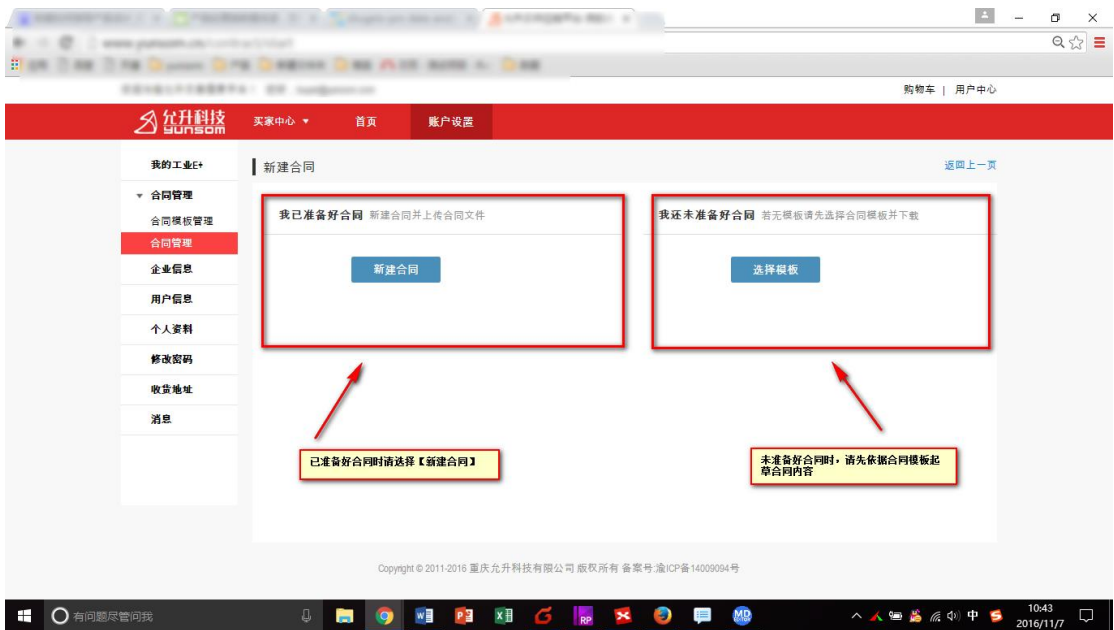 购物车 | 用户中心
允升科技
yunsom
买家中心 ▼ 首页 账户设置
我的工业E+
合同管理
合同模板管理
合同管理
企业信息
用户信息
个人资料
修改密码
收货地址
消息
新建合同 返回上一页
我已准备好合同 新建合同并上传合同文件
新建合同
我还未准备好合同 若无模板请先选择合同模板并下载
选择模板
已准备好合同时请选择【新建合同】
未准备好合同时，请先依据合同模板起
草合同内容
Copyright © 2011-2016 重庆允升科技有限公司 版权所有 备案号:渝ICP备14009094号
有问题尽管问我
RP
MD
中
10:43
2016/11/7